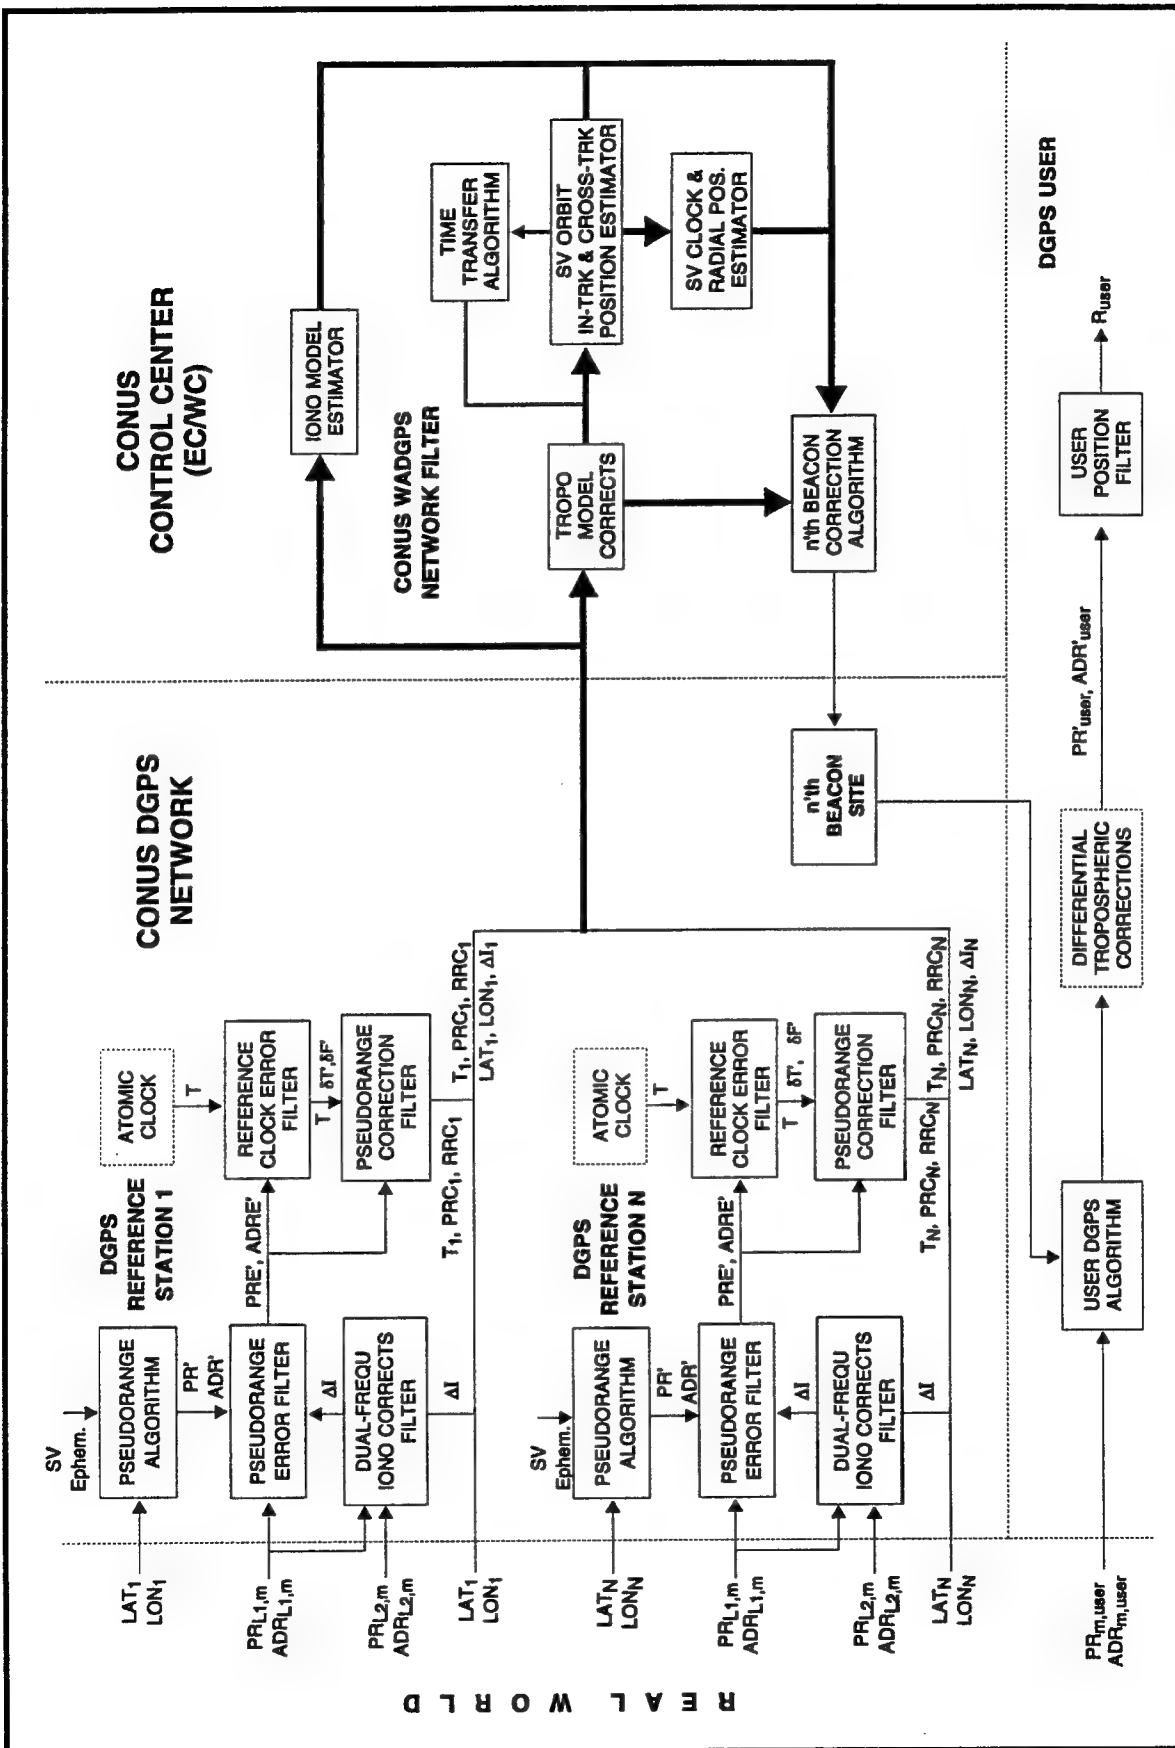 REAL WORLD
LAT1
LON1
PRL1,m
ADRL1,m
PRL2,m
ADRL2,m
LAT1
LON1
LATN
LONN
PRL1,m
ADRL1,m
PRL2,m
ADRL2,m
LATN
LONN
PRm,user
ADRm,user
CONUS DGPS
NETWORK
DGPS
REFERENCE
STATION 1
SV
Ephem.
PSEUDORANGE
ALGORITHM
PR'
ADR'
PSEUDORANGE
ERROR FILTER
ΔI
DUAL-FREQU
IONO CORRECTS
FILTER
ΔI
PRE', ADRE'
ATOMIC
CLOCK
T
REFERENCE
CLOCK ERROR
FILTER
T δT',δF'
PSEUDORANGE
CORRECTION
FILTER
T1, PRC1, RRC1
T1, PRC1, RRC1
LAT1, LON1, ΔI1
DGPS
REFERENCE
STATION N
SV
Ephem.
PSEUDORANGE
ALGORITHM
PR'
ADR'
PSEUDORANGE
ERROR FILTER
ΔI
DUAL-FREQU
IONO CORRECTS
FILTER
ΔI
PRE', ADRE'
ATOMIC
CLOCK
T
REFERENCE
CLOCK ERROR
FILTER
T δT', δF'
PSEUDORANGE
CORRECTION
FILTER
TN, PRCN, RRCN
TN, PRCN, RRCN
LATN, LONN, ΔIN
n'th
BEACON
SITE
CONUS
CONTROL CENTER
(EC/WC)
IONO MODEL
ESTIMATOR
CONUS WADGPS
NETWORK FILTER
TIME
TRANSFER
ALGORITHM
TROPO
MODEL
CORRECTS
SV ORBIT
IN-TRK & CROSS-TRK
POSITION ESTIMATOR
SV CLOCK &
RADIAL POS.
ESTIMATOR
n'th BEACON
CORRECTION
ALGORITHM
DGPS USER
USER DGPS
ALGORITHM
DIFFERENTIAL
TROPOSPHERIC
CORRECTIONS
PR'user, ADR'user
USER
POSITION
FILTER
Ruser